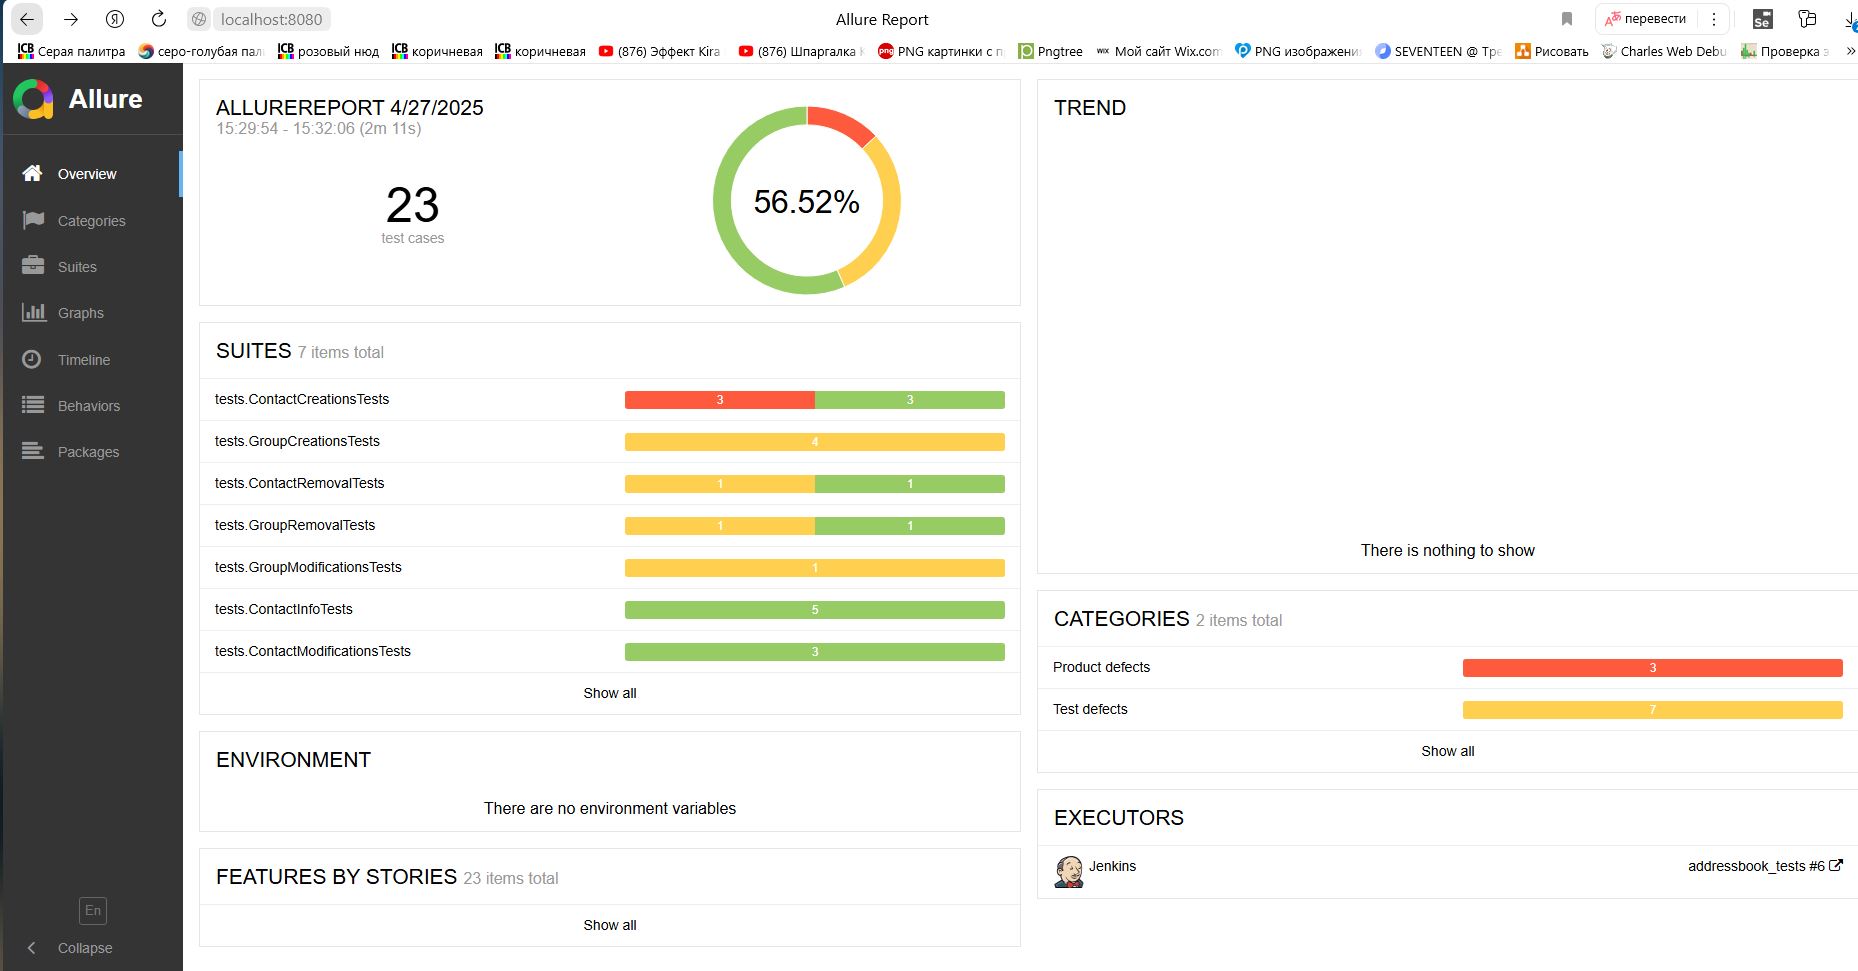 localhost:8080
Allure Report
перевести
Серая палитра
серо-голубая пал
розовый нюд
коричневая
коричневая
(876) Эффект Kira
(876) Шпаргалка
PNG картинки с п
Pngtree
Мой сайт Wix.com
PNG изображени
SEVENTEEN @ Тре
Рисовать
Charles Web Debu
Проверка э
Allure
Overview
Categories
Suites
Graphs
Timeline
Behaviors
Packages
En
Collapse
ALLUREREPORT 4/27/2025
15:29:54 - 15:32:06 (2m 11s)
23
test cases
56.52%
SUITES 7 items total
tests.ContactCreationsTests 3 3
tests.GroupCreationsTests 4
tests.ContactRemovalTests 1 1
tests.GroupRemovalTests 1 1
tests.GroupModificationsTests 1
tests.ContactInfoTests 5
tests.ContactModificationsTests 3
Show all
ENVIRONMENT
There are no environment variables
FEATURES BY STORIES 23 items total
Show all
TREND
There is nothing to show
CATEGORIES 2 items total
Product defects 3
Test defects 7
Show all
EXECUTORS
Jenkins addressbook_tests #6